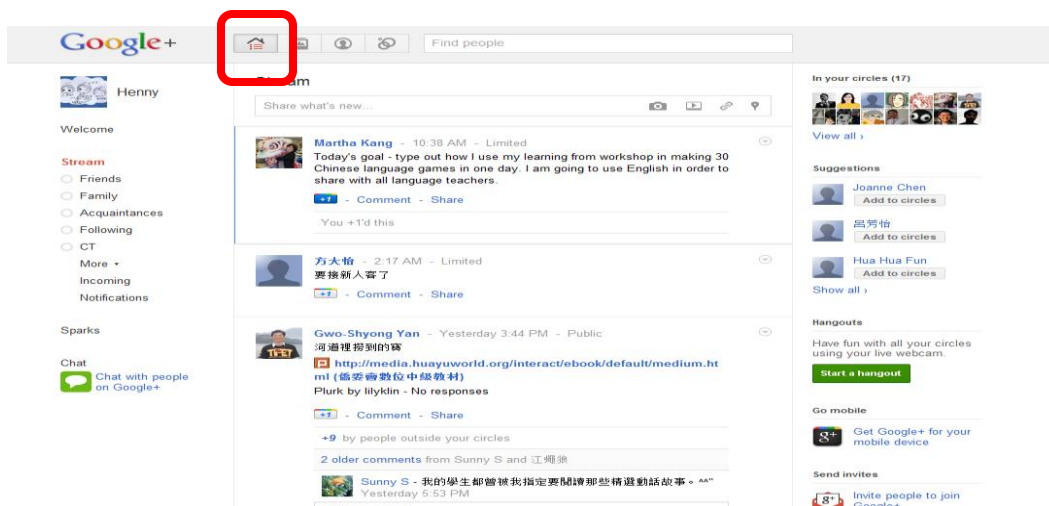 Google+
Find people
Henny
Welcome
Stream
Friends
Family
Acquaintances
Following
CT
More
Incoming
Notifications
Sparks
Chat
Chat with people
on Google+
Stream
Share what's new...
Martha Kang - 10:38 AM - Limited
Today's goal - type out how I use my learning from workshop in making 30
Chinese language games in one day. I am going to use English in order to
share with all language teachers.
+1 - Comment - Share
You +1'd this
方大怡 - 2:17 AM - Limited
要接新人客了
+1 - Comment - Share
Gwo-Shyong Yan - Yesterday 3:44 PM - Public
河道裡撈到的寶
http://media.huayuworld.org/interact/ebook/default/medium.ht
ml (僑委會數位中級教材)
Plurk by lilyklin - No responses
+1 - Comment - Share
+9 by people outside your circles
2 older comments from Sunny S and 江
Sunny S - 我的學生都曾被我指定要閱讀那些精選動話故事。^^"
Yesterday 5:53 PM
In your circles (17)
View all ›
Suggestions
Joanne Chen
Add to circles
呂芳怡
Add to circles
Hua Hua Fun
Add to circles
Show all ›
Hangouts
Have fun with all your circles
using your live webcam.
Start a hangout
Go mobile
g+
Get Google+ for your
mobile device
Send invites
g+
Invite people to join
Google+